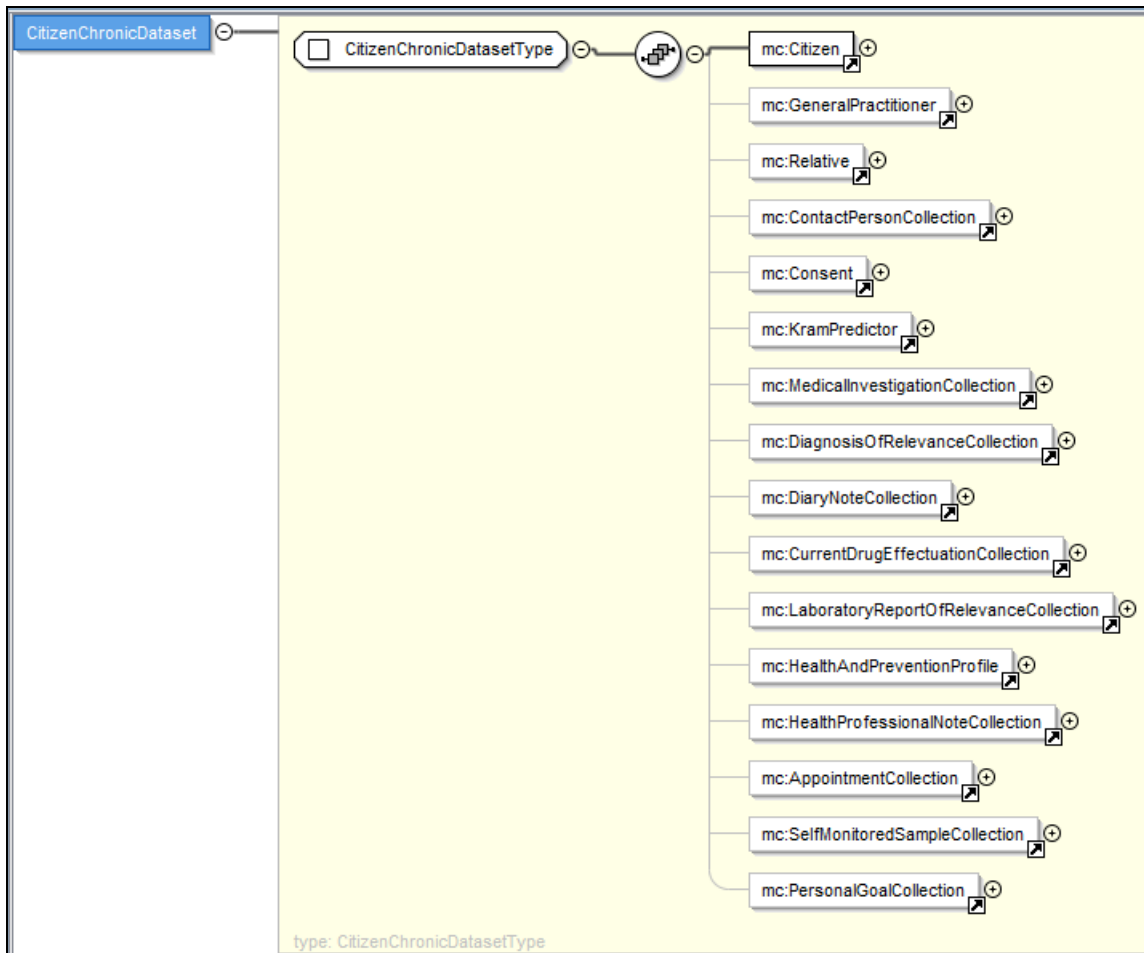 CitizenChronicDataset
CitizenChronicDatasetType
mc:Citizen
mc:GeneralPractitioner
mc:Relative
mc:ContactPersonCollection
mc:Consent
mc:KramPredictor
mc:MedicalInvestigationCollection
mc:DiagnosisOfRelevanceCollection
mc:DiaryNoteCollection
mc:CurrentDrugEffectuationCollection
mc:LaboratoryReportOfRelevanceCollection
mc:HealthAndPreventionProfile
mc:HealthProfessionalNoteCollection
mc:AppointmentCollection
mc:SelfMonitoredSampleCollection
mc:PersonalGoalCollection
type: CitizenChronicDatasetType